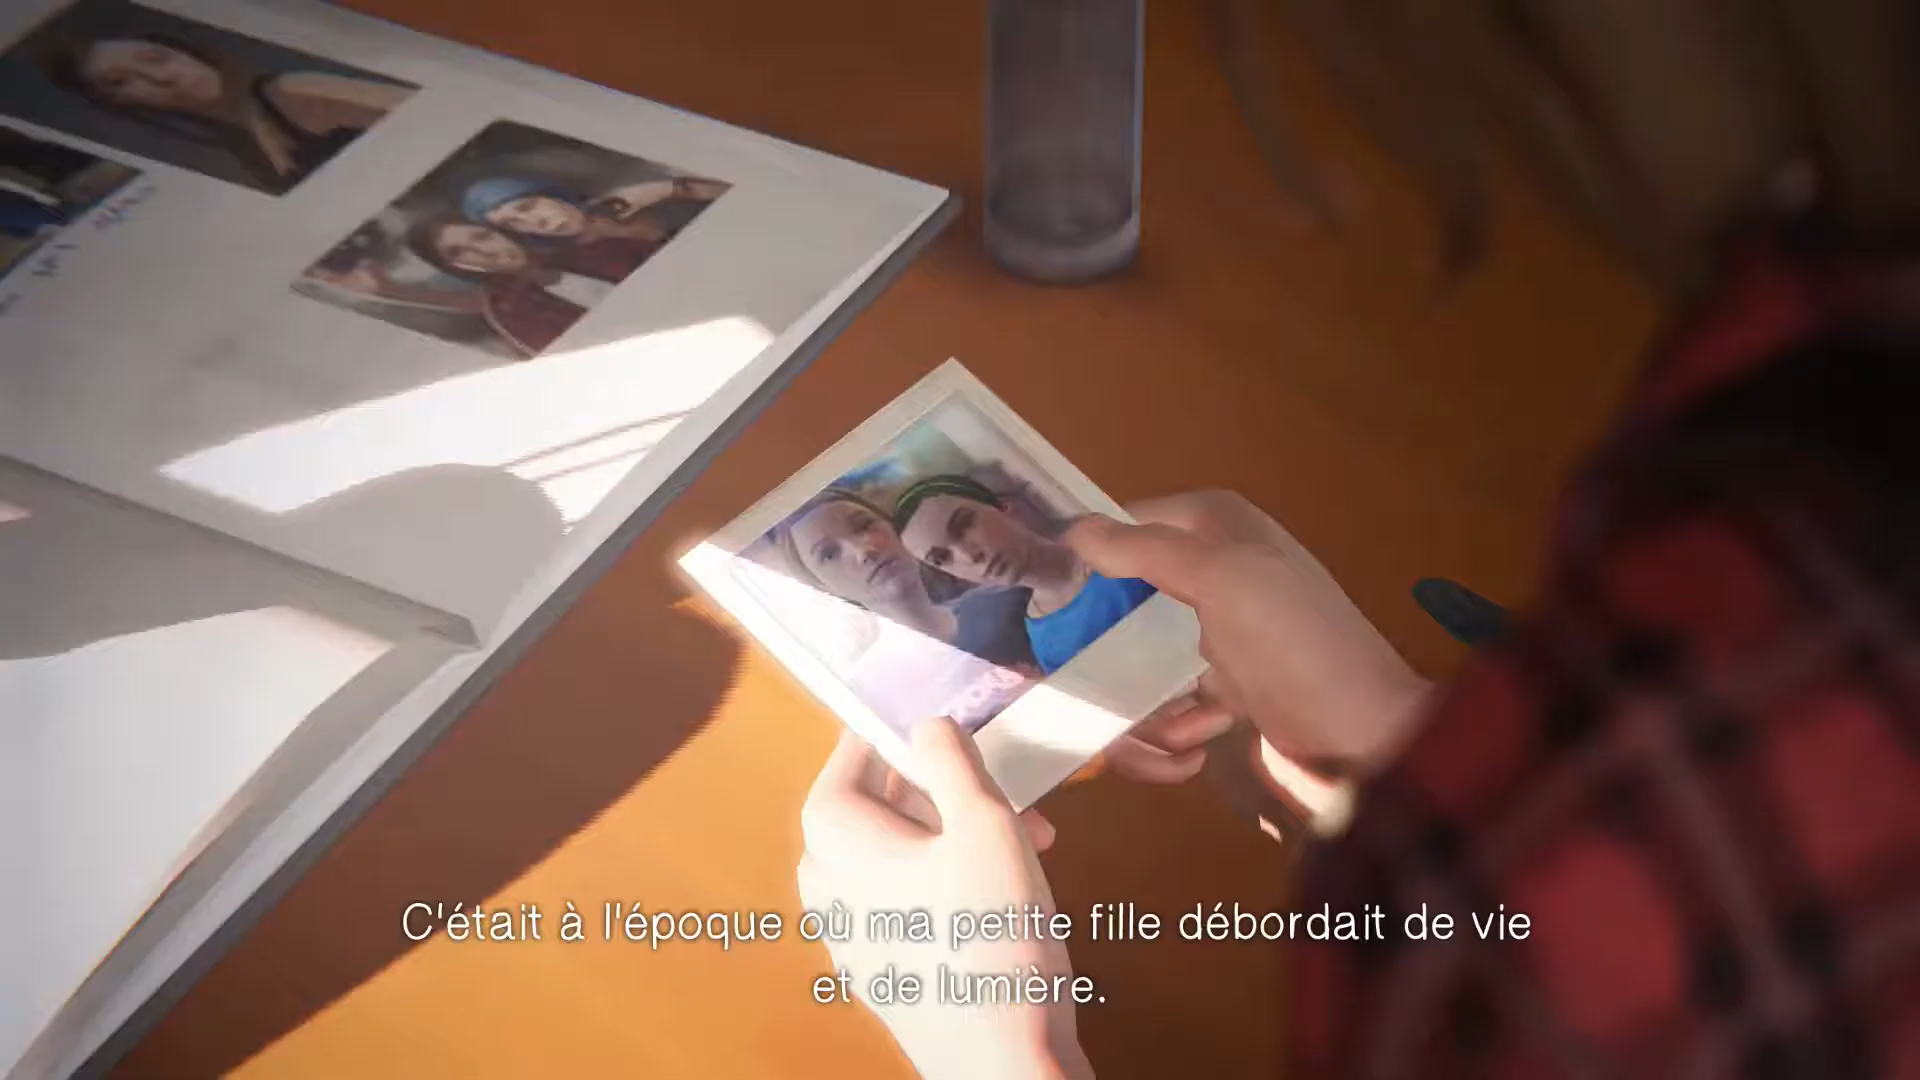 C'était à l'époque où ma petite fille débordait de vie
et de lumière.